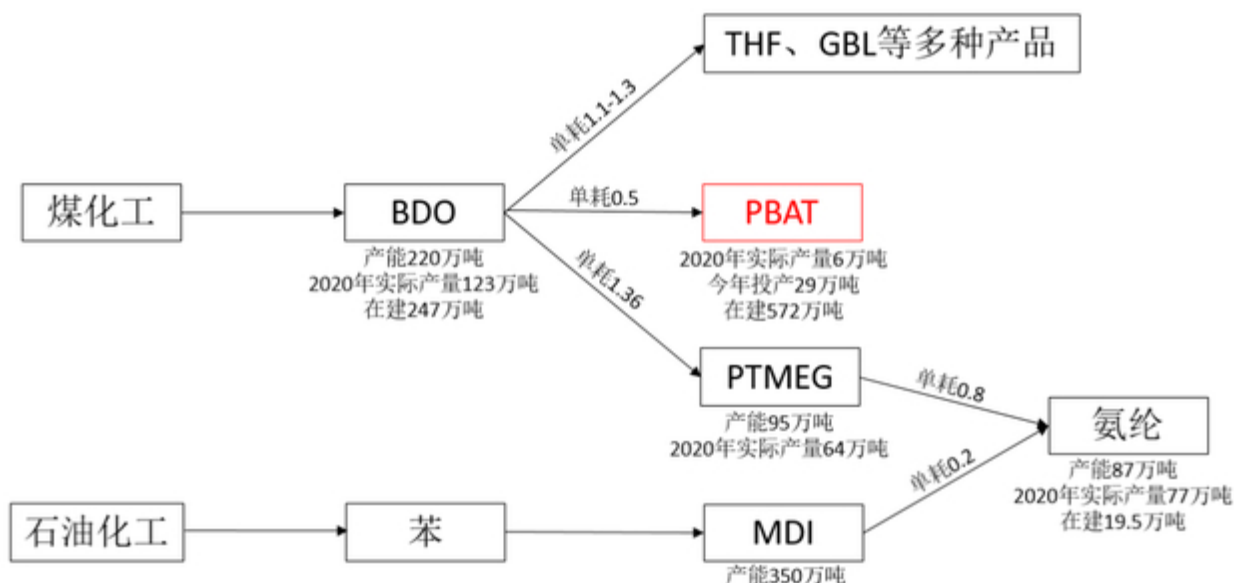 THF、GBL等多种产品
单耗1.1-1.3
煤化工
BDO
单耗0.5
PBAT
产能220万吨
2020年实际产量123万吨
在建247万吨
2020年实际产量6万吨
今年投产29万吨
在建572万吨
单耗1.36
PTMEG
产能95万吨
2020年实际产量64万吨
单耗0.8
氨纶
产能87万吨
2020年实际产量77万吨
在建19.5万吨
单耗0.2
石油化工
苯
MDI
产能350万吨